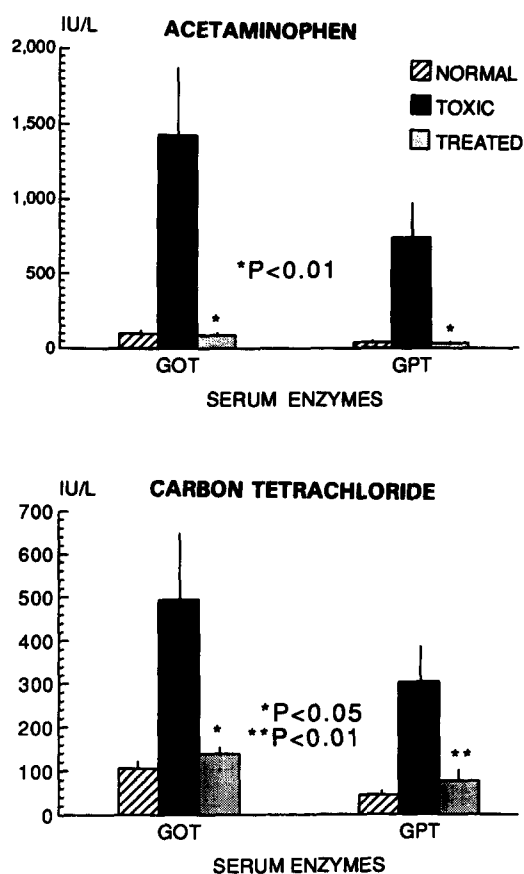 IU/L ACETAMINOPHEN
2,000
NORMAL
TOXIC
1,500
TREATED
1,000
500
*P<0.01
*
*
0
GOT GPT
SERUM ENZYMES
IU/L CARBON TETRACHLORIDE
700
600
500
400
300
*P<0.05
200
**P<0.01
*
**
100
0
GOT GPT
SERUM ENZYMES